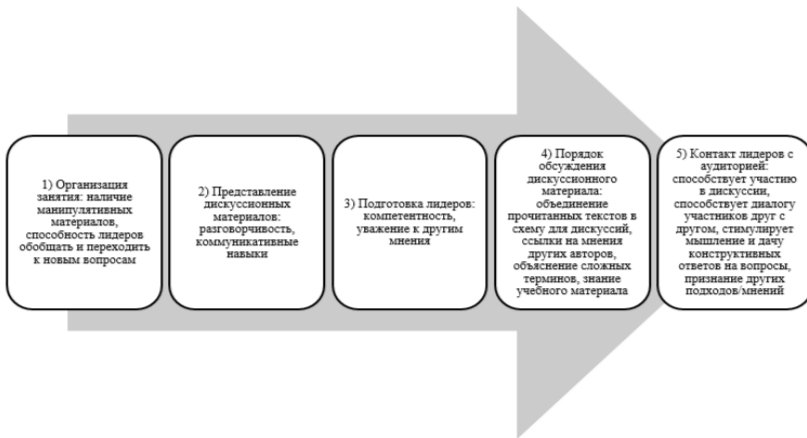 1) Организация
занятия: наличие
манипулятивных
материалов,
способность лидеров
обобщать и переходить
к новым вопросам
2) Представление
дискуссионных
материалов:
разговорчивость,
коммуникативные
навыки
3) Подготовка лидеров:
компетентность,
уважение к другим
мнения
4) Порядок
обсуждения
дискуссионного
материала:
объединение
прочитанных текстов в
схему для дискуссий,
ссылки на мнения
других авторов,
объяснение сложных
терминов, знание
учебного материала
5) Контакт лидеров с
аудиторией:
способствует участию
в дискуссии,
способствует диалогу
участников друг с
другом, стимулирует
мышление и дачу
конструктивных
ответов на вопросы,
признание других
подходов/мнений